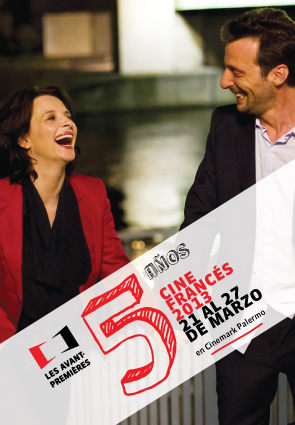 AÑOS
5
CINE
FRANCÉS
2013
21 AL 27
DE MARZO
en Cinemark Palermo
LES AVANT-
PREMIÈRES